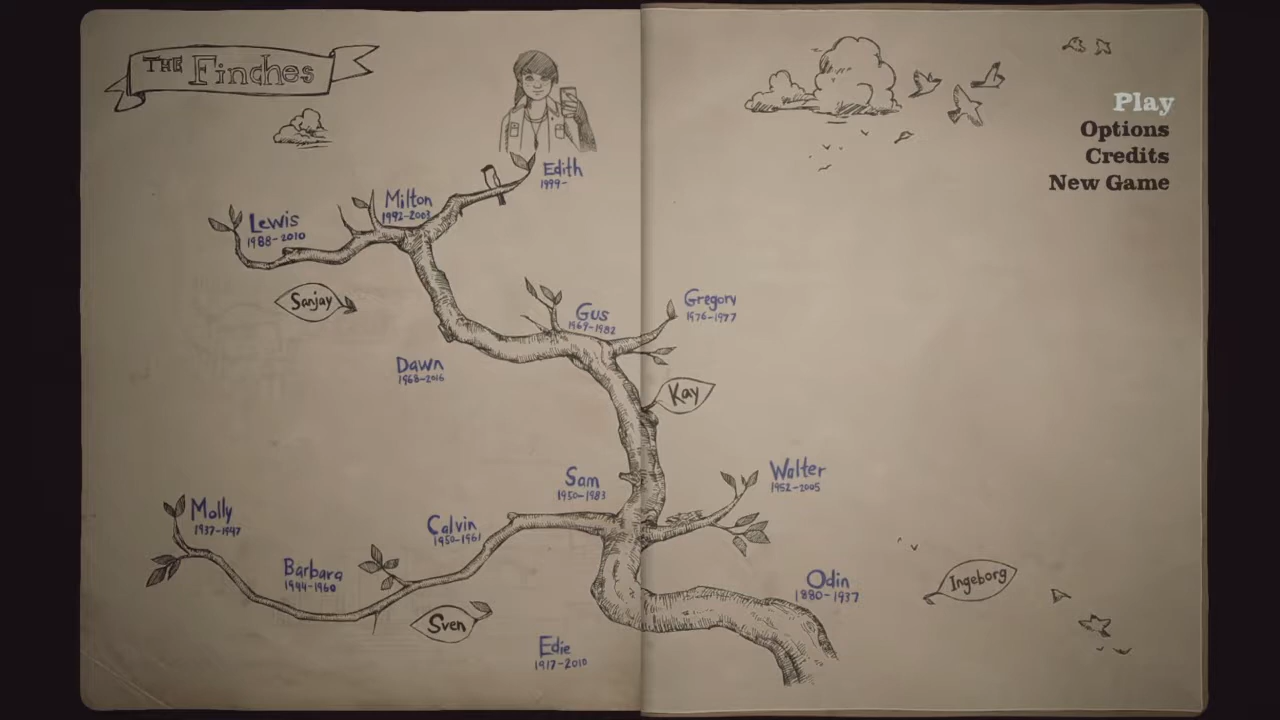 THE Finches
Play
Options
Credits
New Game
Edith
1999-
Milton
1992-2003
Lewis
1988-2010
Sanjay
Gus
1969-1982
Gregory
1976-1977
Dawn
1968-2016
Kay
Sam
1950-1983
Walter
1952-2005
Molly
1937-1947
Calvin
1950-1961
Barbara
1944-1960
Odin
1880-1937
Ingeborg
Sven
Edie
1917-2010